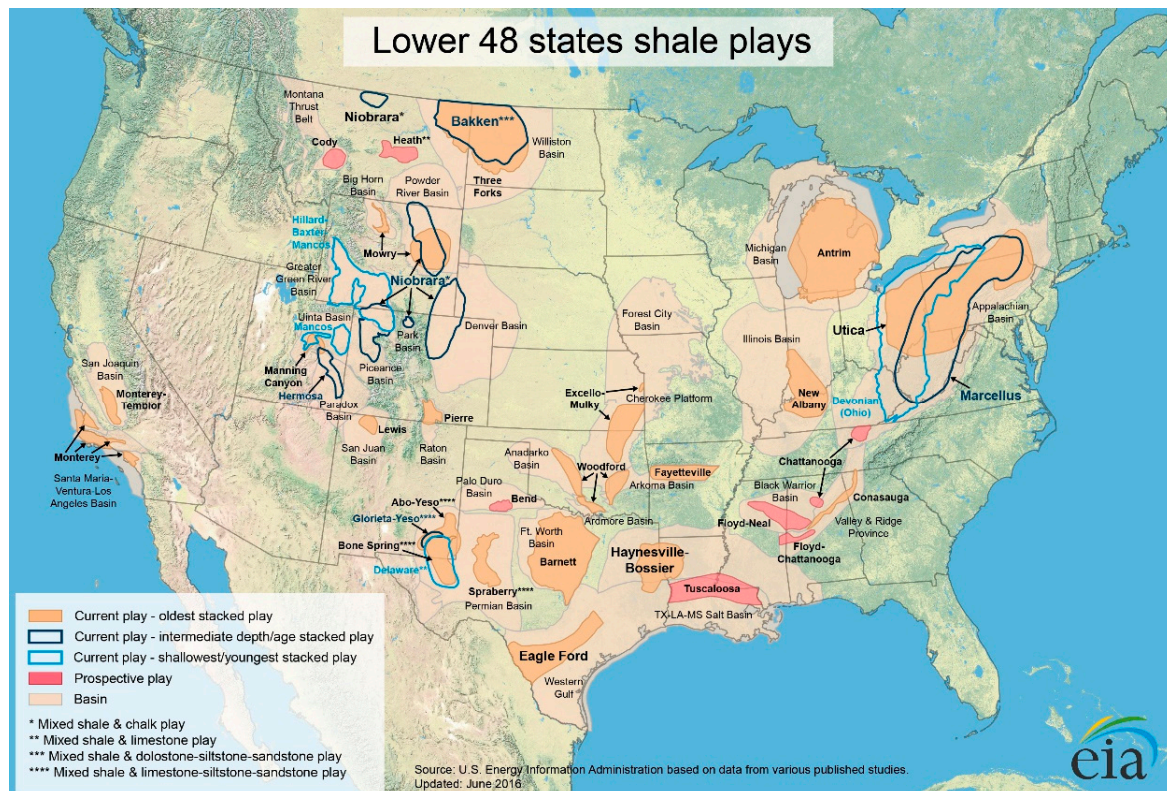 Lower 48 states shale plays
Montana
Thrust
Belt
Niobrara*
Bakken***
Williston
Basin
Cody
Heath**
Big Horn
Basin
Powder
River Basin
Three
Forks
Hillard-
Baxter-
Mancos
Mowry
Greater
Green River
Basin
Niobrara*
Michigan
Basin
Antrim
Uinta Basin
Mancos
Park
Basin
Denver Basin
Forest City
Basin
Illinois Basin
Utica
Appalachian
Basin
San Joaquin
Basin
Manning
Canyon
Piceance
Basin
Hermosa
Monterey-
Temblor
Paradox
Basin
Excello-
Mulky
Cherokee Platform
New
Albany
Devonian
(Ohio)
Marcellus
Pierre
Lewis
Monterey
San Juan
Basin
Raton
Basin
Anadarko
Basin
Woodford
Fayetteville
Arkoma Basin
Chattanooga
Santa Maria-
Ventura-Los
Angeles Basin
Palo Duro
Basin
Bend
Black Warrior
Basin
Conasauga
Abo-Yeso****
Glorieta-Yeso****
Ardmore Basin
Floyd-Neal
Valley & Ridge
Province
Bone Spring****
Delaware**
Ft. Worth
Basin
Barnett
Haynesville-
Bossier
Floyd-
Chattanooga
Spraberry****
Permian Basin
Tuscaloosa
TX-LA-MS Salt Basin
Eagle Ford
Western
Gulf
Current play - oldest stacked play
Current play - intermediate depth/age stacked play
Current play - shallowest/youngest stacked play
Prospective play
Basin
* Mixed shale & chalk play
** Mixed shale & limestone play
*** Mixed shale & dolostone-siltstone-sandstone play
**** Mixed shale & limestone-siltstone-sandstone play
Source: U.S. Energy Information Administration based on data from various published studies.
Updated: June 2016
eia